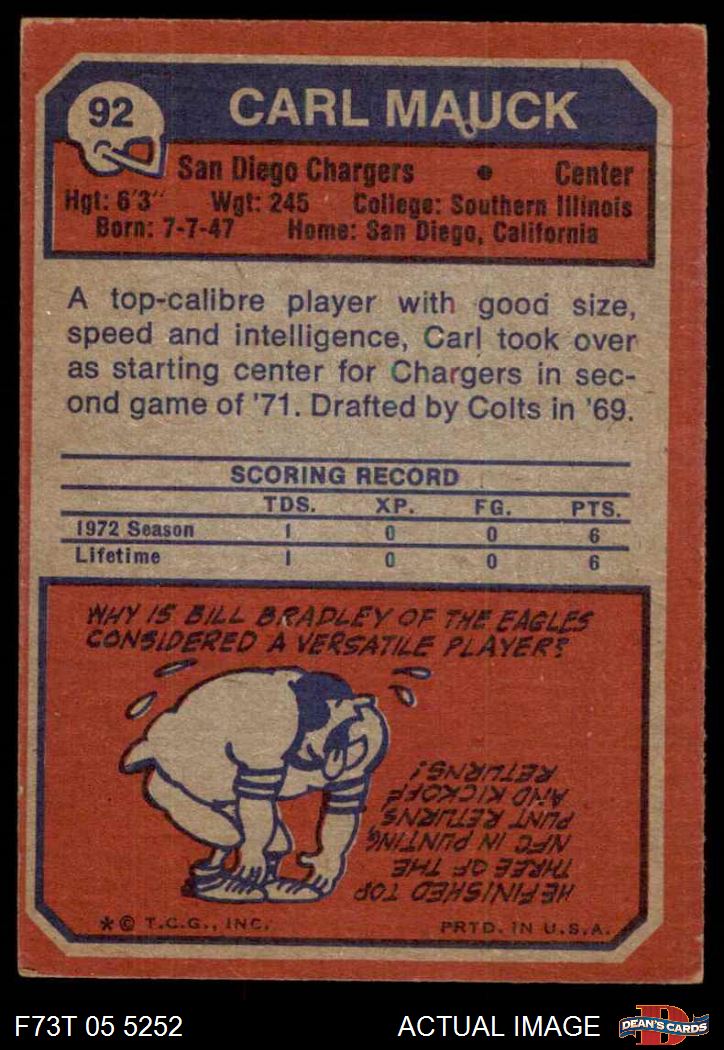 92
CARL MAUCK
San Diego Chargers • Center
Hgt: 6'3" Wgt: 245 College: Southern Illinois
Born: 7-7-47 Home: San Diego, California
A top-calibre player with good size,
speed and intelligence, Carl took over
as starting center for Chargers in sec-
ond game of '71. Drafted by Colts in '69.
SCORING RECORD
TDS. XP. FG. PTS.
1972 Season 1 0 0 6
Lifetime 1 0 0 6
WHY IS BILL BRADLEY OF THE EAGLES
CONSIDERED A VERSATILE PLAYER?
HE FINISHED TOP
THREE OF THE
NFC IN PUNTING,
PUNT RETURNS
AND KICKOFF
RETURNS!
* © T.C.G., INC. PRTD. IN U.S.A.
F73T 05 5252 ACTUAL IMAGE
D
DEAN'S CARDS